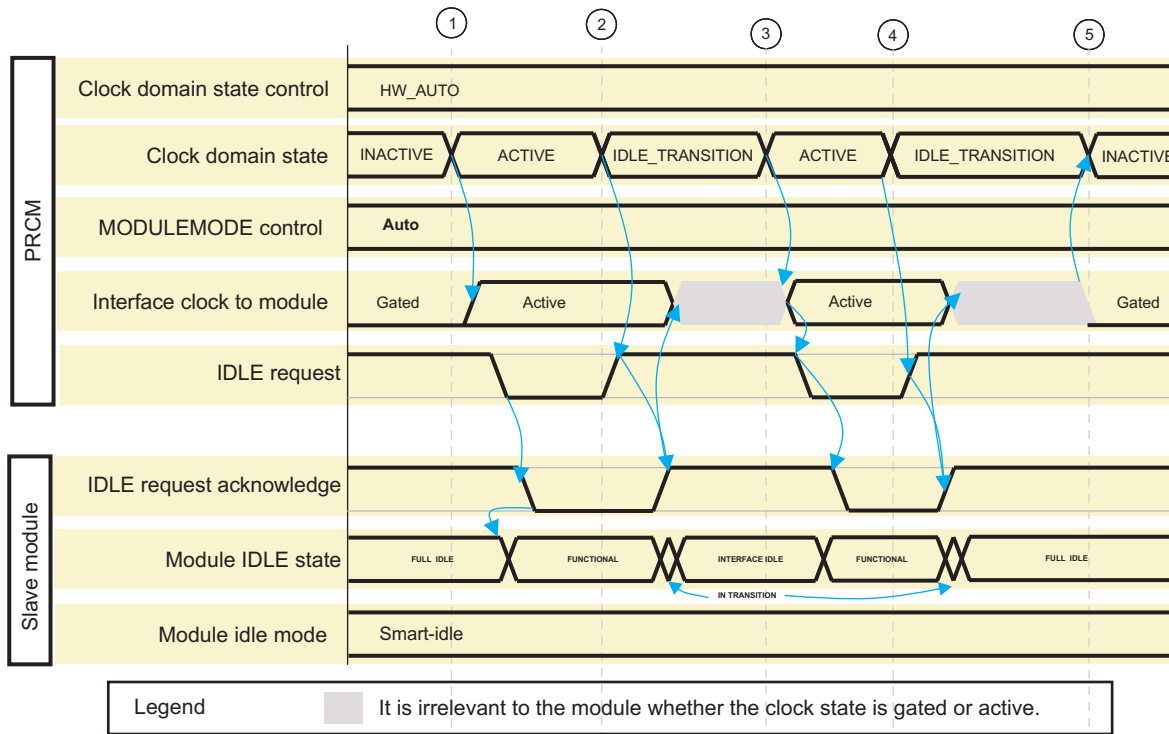 1 2 3 4 5
PRCM
Clock domain state control HW_AUTO
Clock domain state INACTIVE ACTIVE IDLE_TRANSITION ACTIVE IDLE_TRANSITION INACTIVE
MODULEMODE control Auto
Interface clock to module Gated Active Active Gated
IDLE request
Slave module
IDLE request acknowledge
Module IDLE state FULL IDLE FUNCTIONAL INTERFACE IDLE FUNCTIONAL FULL IDLE
IN TRANSITION
Module idle mode Smart-idle
Legend It is irrelevant to the module whether the clock state is gated or active.